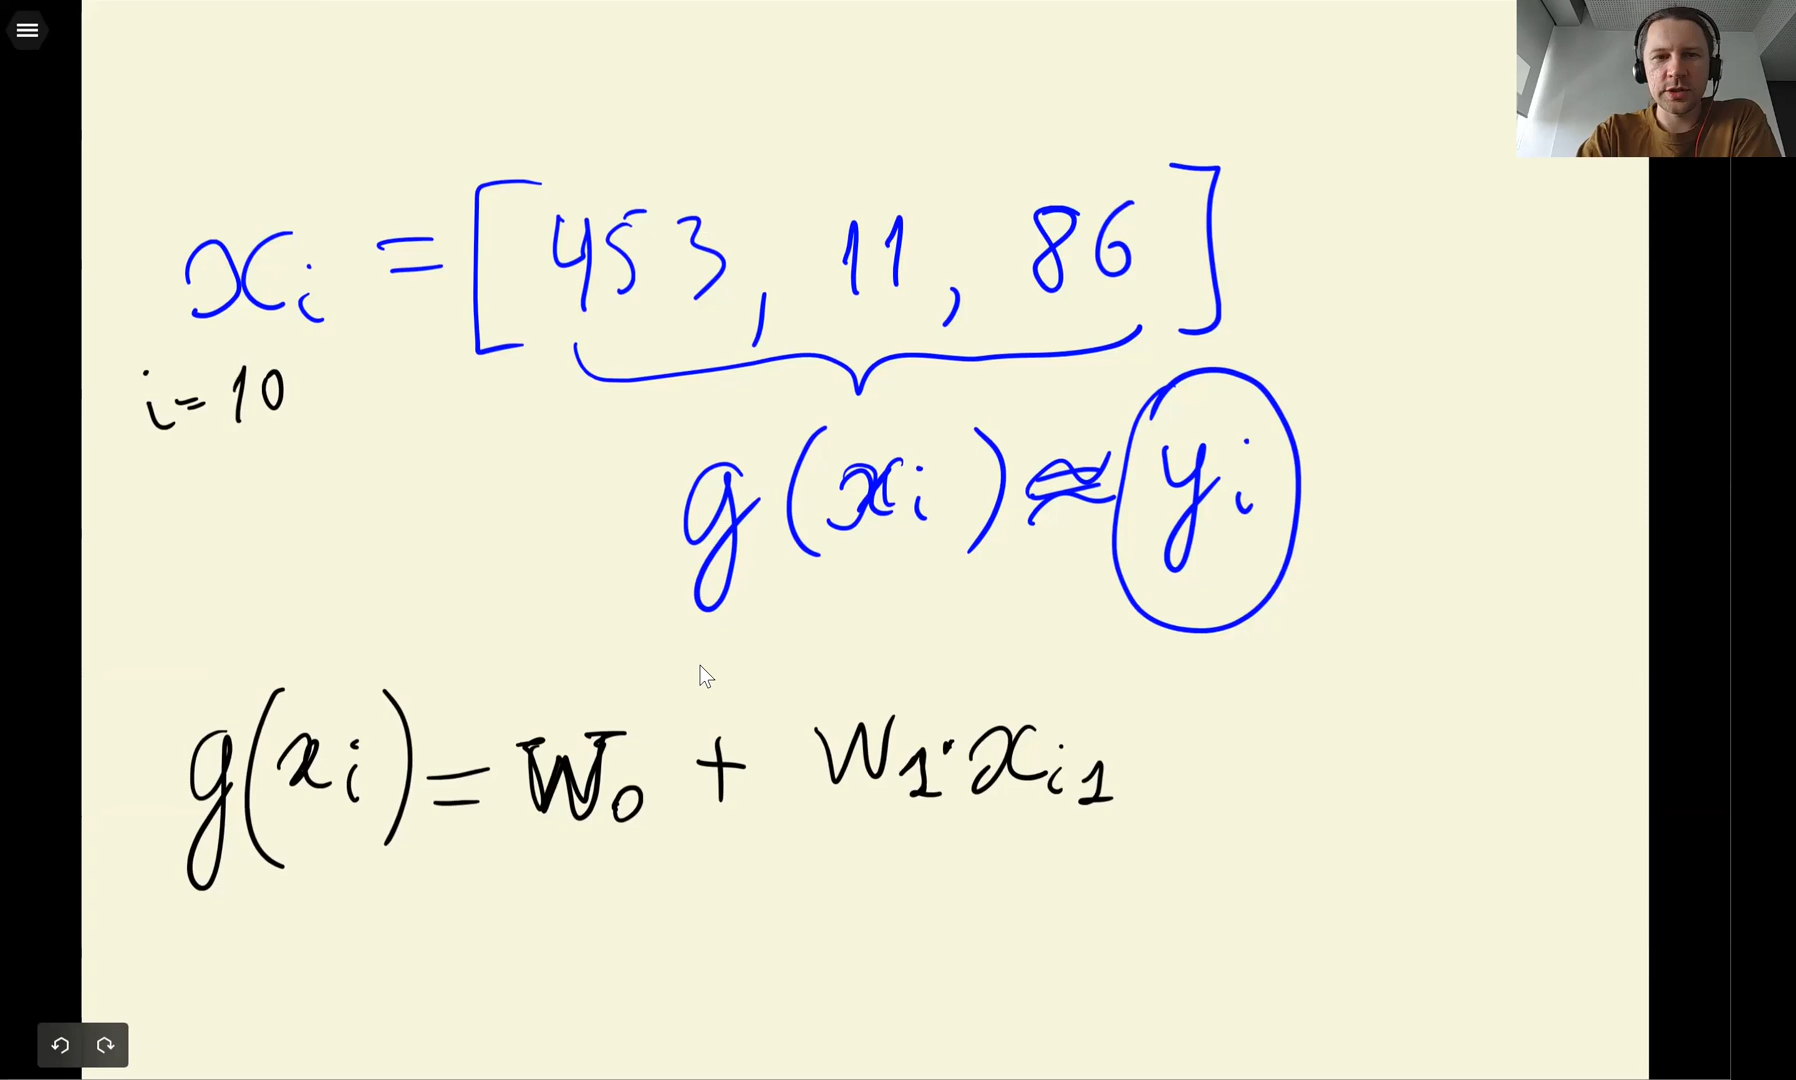 xᵢ = [453, 11, 86]
i = 10
g(xᵢ) ≈ yᵢ
g(xᵢ) = w₀ + w₁·xᵢ₁